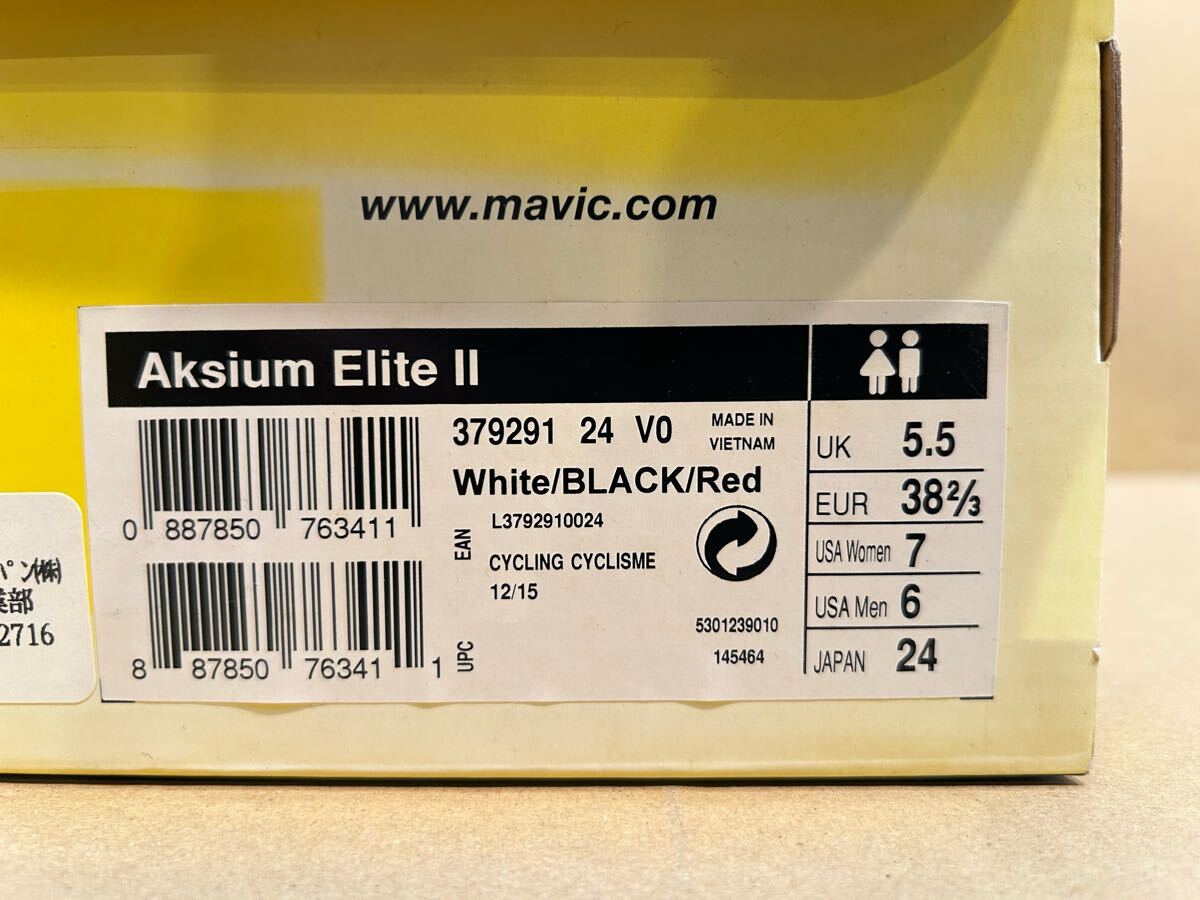 www.mavic.com
Aksium Elite II
379291 24 V0
MADE IN
VIETNAM
White/BLACK/Red
L3792910024
CYCLING CYCLISME
12/15
5301239010
145464
0 887850 763411
EAN
8 87850 76341 1
UPC
UK 5.5
EUR 38⅔
USA Women 7
USA Men 6
JAPAN 24
パン㈱
部
2716